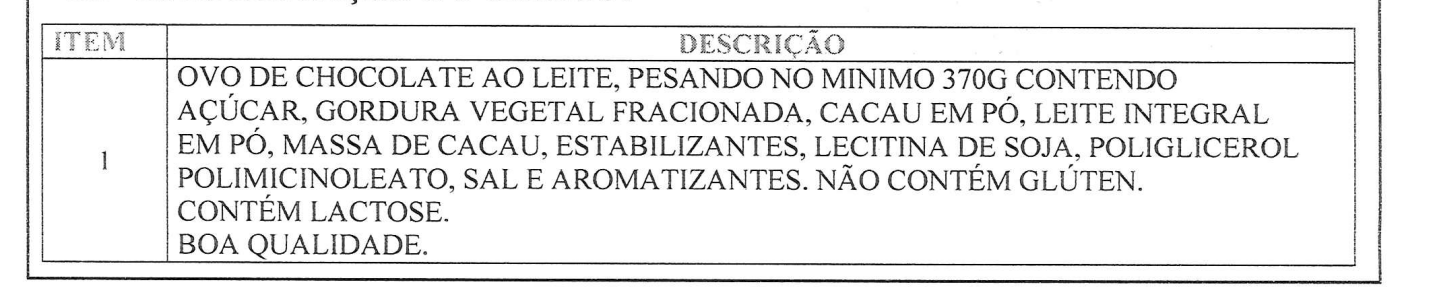 ITEM DESCRIÇÃO
OVO DE CHOCOLATE AO LEITE, PESANDO NO MINIMO 370G CONTENDO
AÇÚCAR, GORDURA VEGETAL FRACIONADA, CACAU EM PÓ, LEITE INTEGRAL
1 EM PÓ, MASSA DE CACAU, ESTABILIZANTES, LECITINA DE SOJA, POLIGLICEROL
POLIMICINOLEATO, SAL E AROMATIZANTES. NÃO CONTÉM GLÚTEN.
CONTÉM LACTOSE.
BOA QUALIDADE.